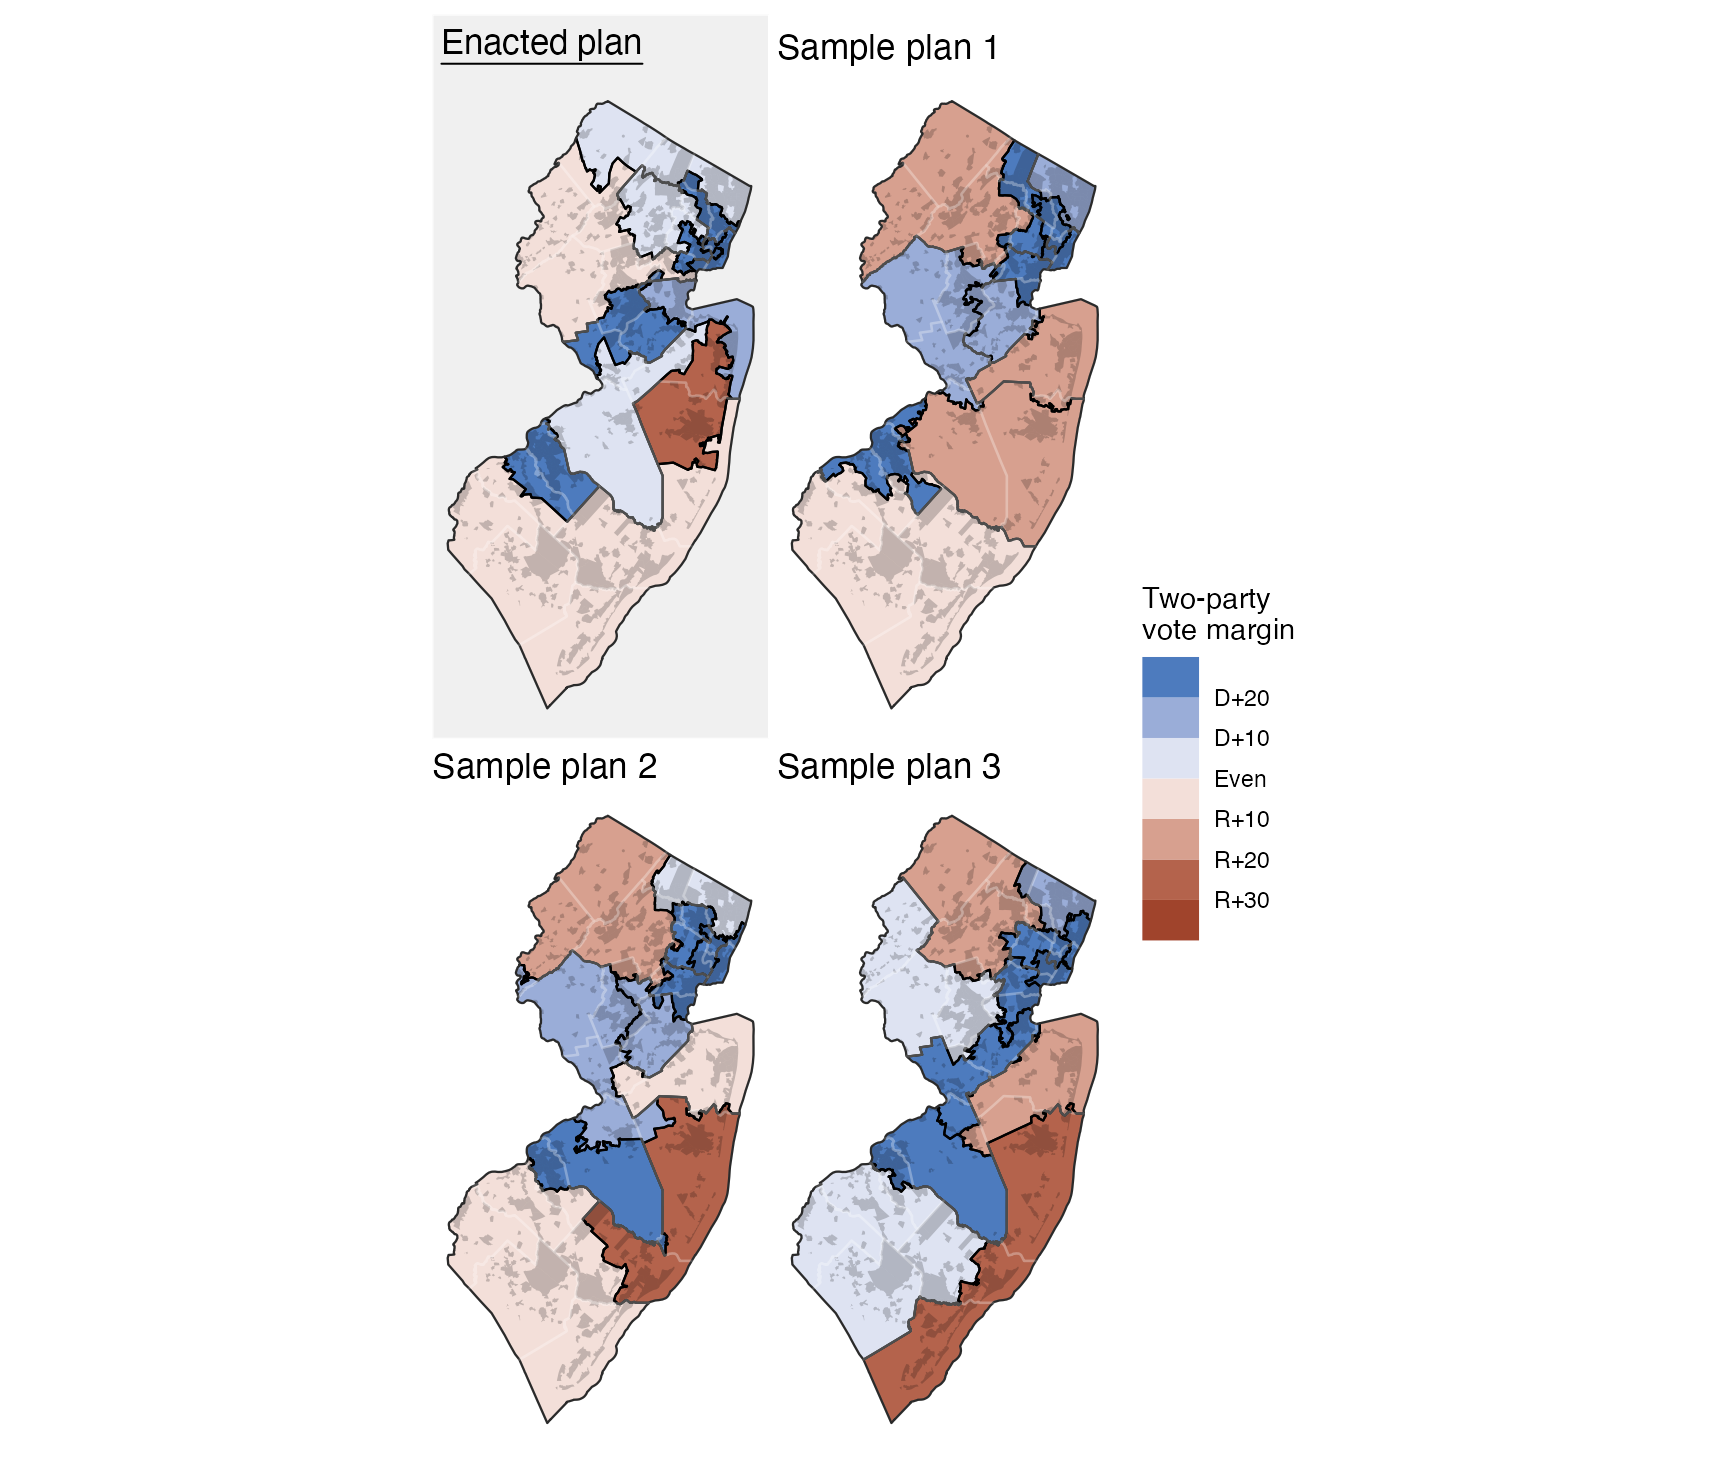 Enacted plan
Sample plan 1
Sample plan 2
Sample plan 3
Two-party
vote margin
D+20
D+10
Even
R+10
R+20
R+30